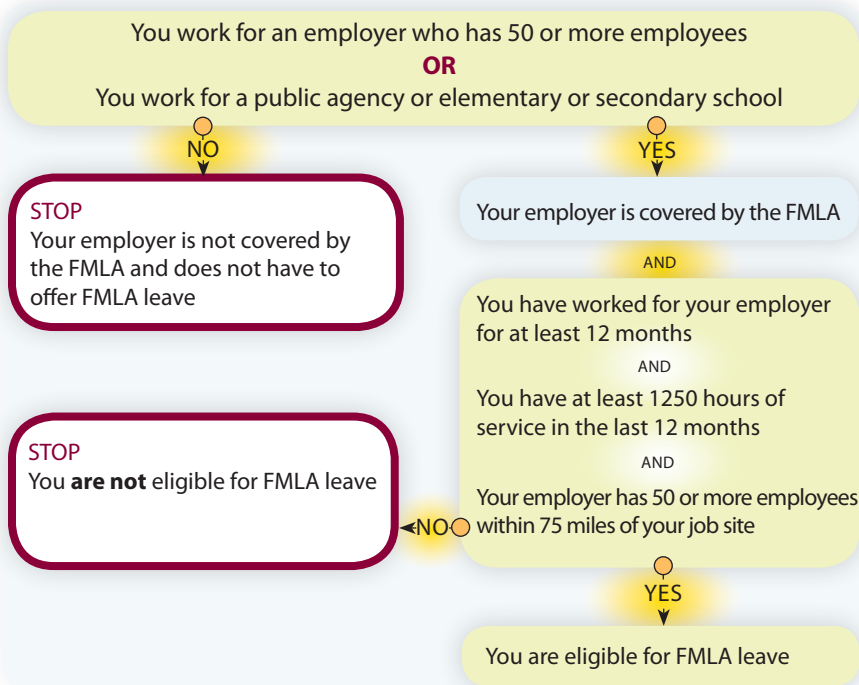 You work for an employer who has 50 or more employees
OR
You work for a public agency or elementary or secondary school
NO
YES
STOP
Your employer is not covered by
the FMLA and does not have to
offer FMLA leave
Your employer is covered by the FMLA
AND
You have worked for your employer
for at least 12 months
AND
You have at least 1250 hours of
service in the last 12 months
AND
Your employer has 50 or more employees
within 75 miles of your job site
NO
STOP
You are not eligible for FMLA leave
YES
You are eligible for FMLA leave